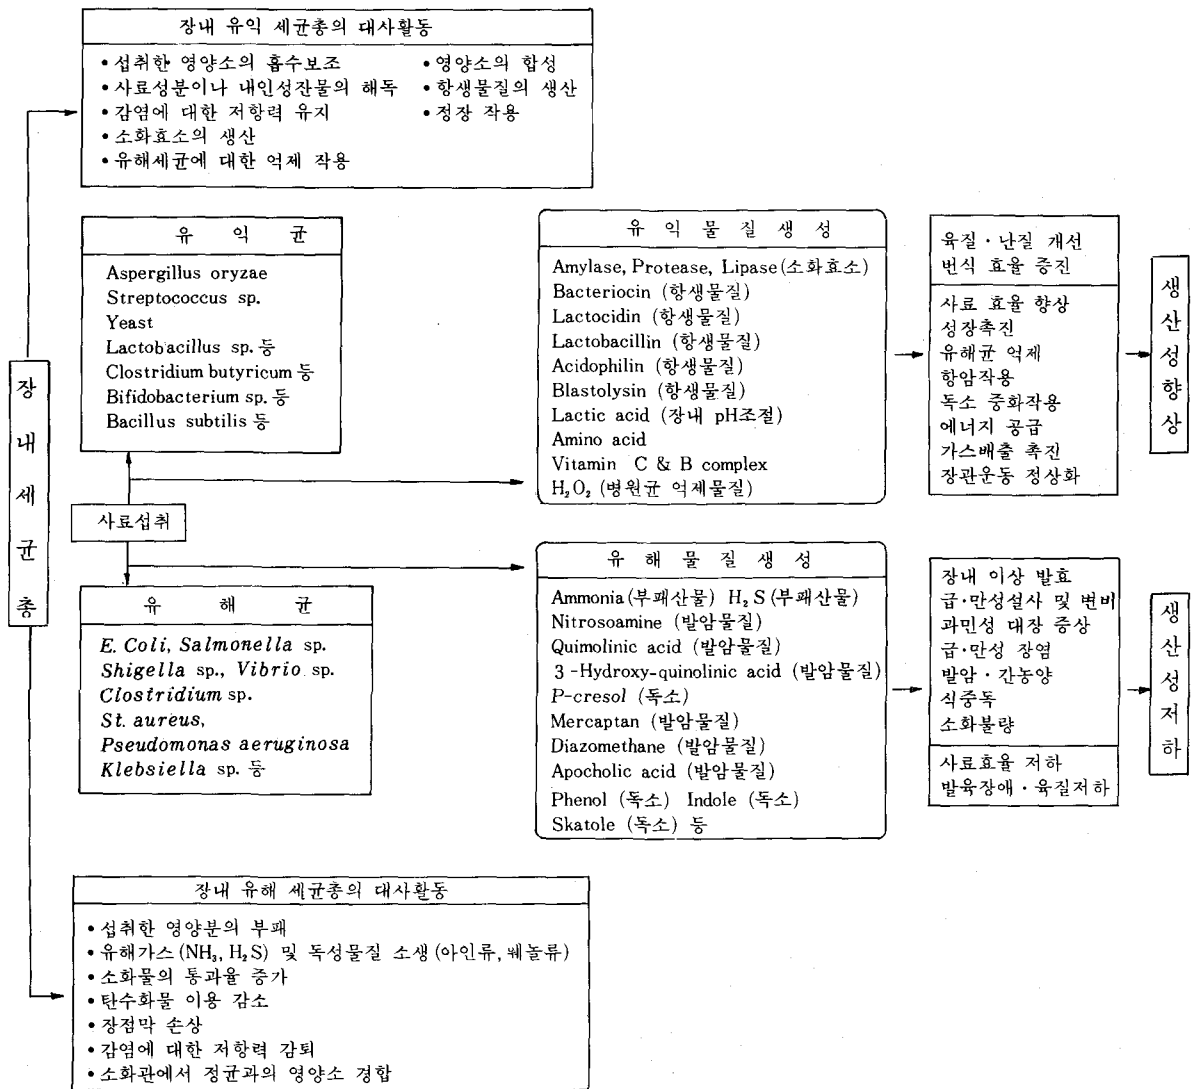 장내 유익 세균총의 대사활동
• 섭취한 영양소의 흡수보조
• 사료성분이나 내인성잔물의 해독
• 감염에 대한 저항력 유지
• 소화효소의 생산
• 유해세균에 대한 억제 작용
• 영양소의 합성
• 항생물질의 생산
• 정장 작용
장내세균총
유익균
Aspergillus oryzae
Streptococcus sp.
Yeast
Lactobacillus sp. 등
Clostridium butyricum 등
Bifidobacterium sp. 등
Bacillus subtilis 등
사료섭취
유해균
E. Coli, Salmonella sp.
Shigella sp., Vibrio sp.
Clostridium sp.
St. aureus,
Pseudomonas aeruginosa
Klebsiella sp. 등
유익물질생성
Amylase, Protease, Lipase (소화효소)
Bacteriocin (항생물질)
Lactocidin (항생물질)
Lactobacillin (항생물질)
Acidophilin (항생물질)
Blastolysin (항생물질)
Lactic acid (장내 pH조절)
Amino acid
Vitamin C & B complex
H₂O₂ (병원균 억제물질)
육질·난질 개선
번식 효율 증진
사료 효율 향상
성장촉진
유해균 억제
항암작용
독소 중화작용
에너지 공급
가스배출 촉진
장관운동 정상화
생산성향상
유해물질생성
Ammonia (부패산물) H₂S (부패산물)
Nitrosoamine (발암물질)
Quimolinic acid (발암물질)
3-Hydroxy-quinolinic acid (발암물질)
P-cresol (독소)
Mercaptan (발암물질)
Diazomethane (발암물질)
Apocholic acid (발암물질)
Phenol (독소) Indole (독소)
Skatole (독소) 등
장내 이상 발효
급·만성설사 및 변비
과민성 대장 증상
급·만성 장염
발암·간농양
식중독
소화불량
사료효율 저하
발육장애·육질저하
생산성저하
장내 유해 세균총의 대사활동
• 섭취한 영양분의 부패
• 유해가스(NH₃, H₂S) 및 독성물질 소생 (아인류, 페놀류)
• 소화물의 통과율 증가
• 탄수화물 이용 감소
• 장점막 손상
• 감염에 대한 저항력 감퇴
• 소화관에서 정균과의 영양소 경합